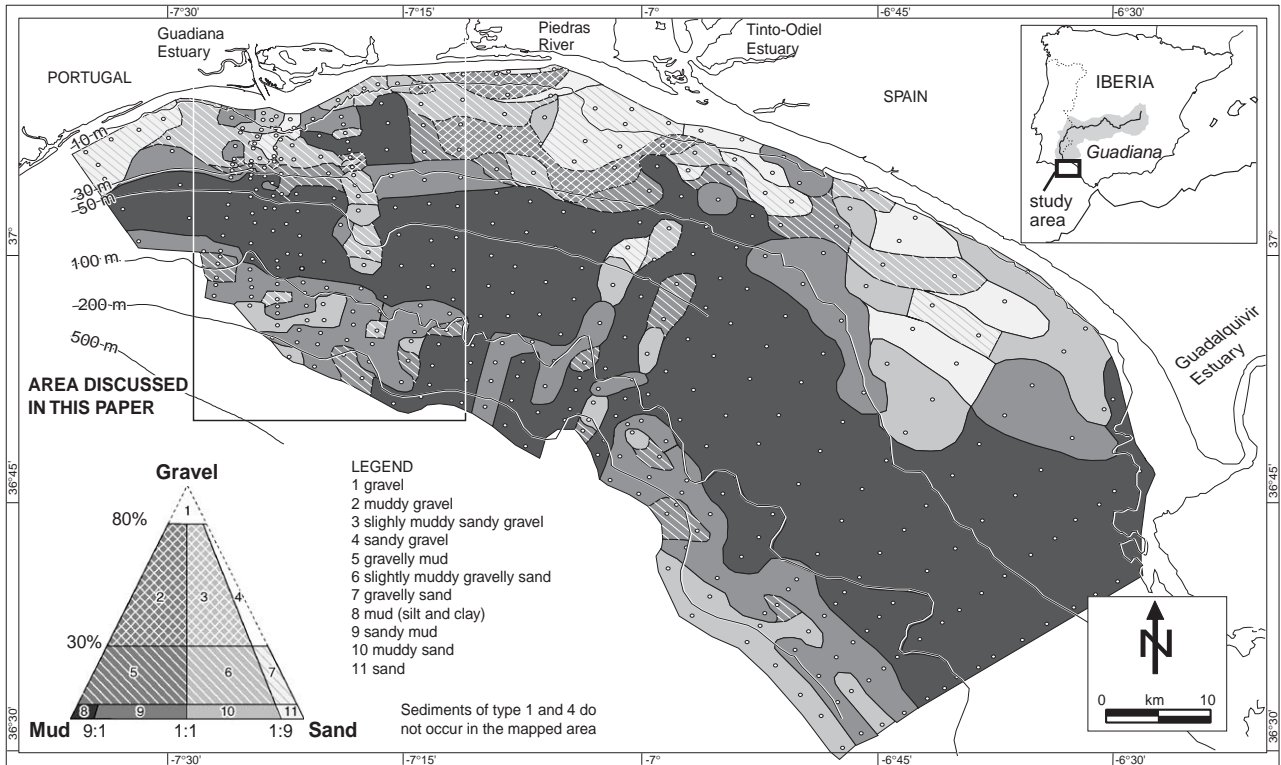 -7°30'
-7°15'
-7°
-6°45'
-6°30'
Guadiana
Estuary
Piedras
River
Tinto-Odiel
Estuary
PORTUGAL
SPAIN
IBERIA
Guadiana
study
area
-10 m
-30 m
-50 m
100 m
-200 m
500 m
37°
37°
AREA DISCUSSED
IN THIS PAPER
Guadalquivir
Estuary
36°45'
36°45'
Gravel
80%
30%
1
2
3
4
5
6
7
8
9
10
11
Mud
9:1
1:1
1:9
Sand
LEGEND
1 gravel
2 muddy gravel
3 slighly muddy sandy gravel
4 sandy gravel
5 gravelly mud
6 slightly muddy gravelly sand
7 gravelly sand
8 mud (silt and clay)
9 sandy mud
10 muddy sand
11 sand
Sediments of type 1 and 4 do
not occur in the mapped area
N
0 km 10
36°30'
36°30'
-7°30'
-7°15'
-7°
-6°45'
-6°30'